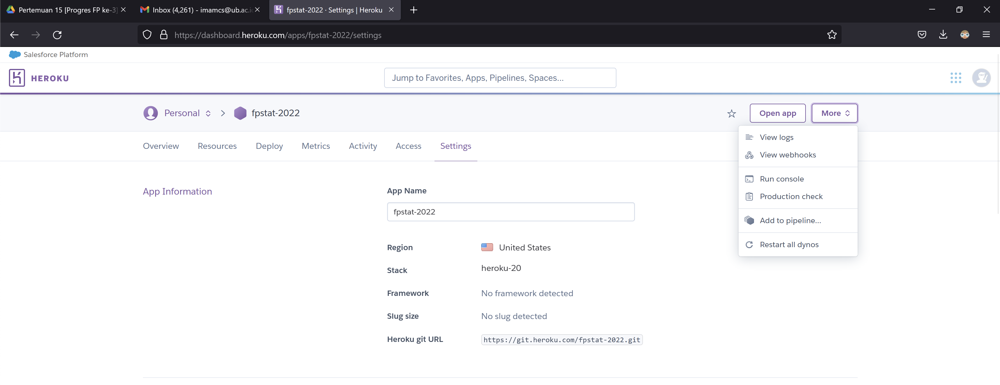 Pertemuan 15 [Progres FP ke-3]
Inbox (4,261) - imamcs@ub.ac.i
fpstat-2022 · Settings | Heroku
https://dashboard.heroku.com/apps/fpstat-2022/settings
Salesforce Platform
HEROKU
Jump to Favorites, Apps, Pipelines, Spaces...
Personal
fpstat-2022
Open app
More
Overview
Resources
Deploy
Metrics
Activity
Access
Settings
View logs
View webhooks
Run console
Production check
Add to pipeline...
Restart all dynos
App Information
App Name
fpstat-2022
Region
United States
Stack
heroku-20
Framework
No framework detected
Slug size
No slug detected
Heroku git URL
https://git.heroku.com/fpstat-2022.git